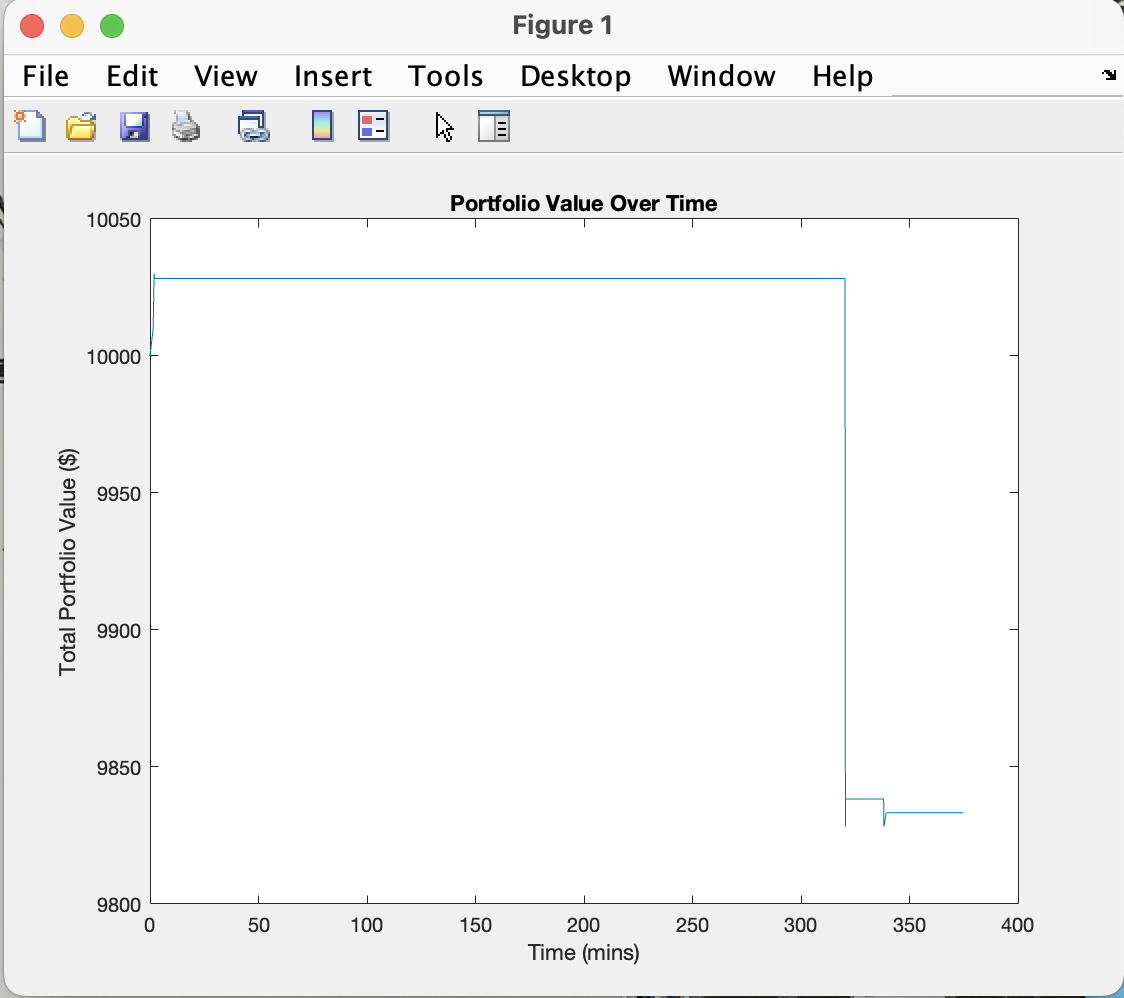 Figure 1
File Edit View Insert Tools Desktop Window Help
Portfolio Value Over Time
10050
10000
9950
9900
9850
9800
Total Portfolio Value ($)
0 50 100 150 200 250 300 350 400
Time (mins)